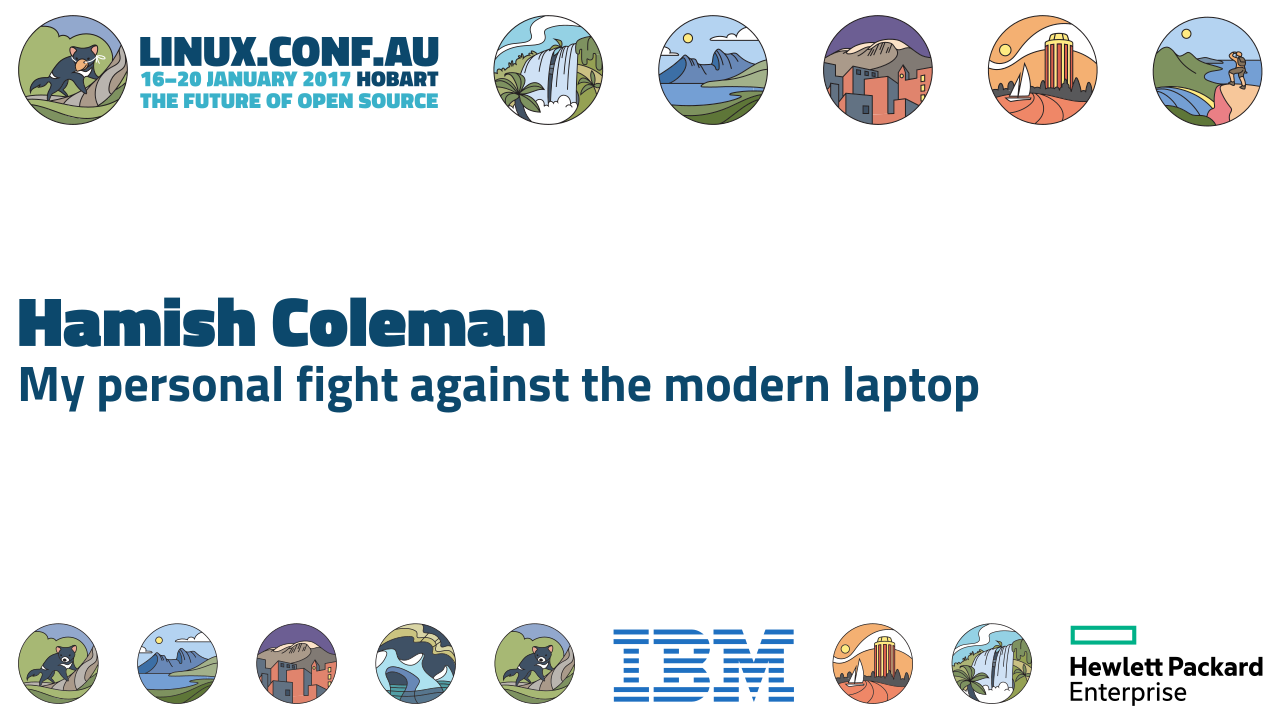 LINUX.CONF.AU
16–20 JANUARY 2017 HOBART
THE FUTURE OF OPEN SOURCE
Hamish Coleman
My personal fight against the modern laptop
IBM
Hewlett Packard
Enterprise